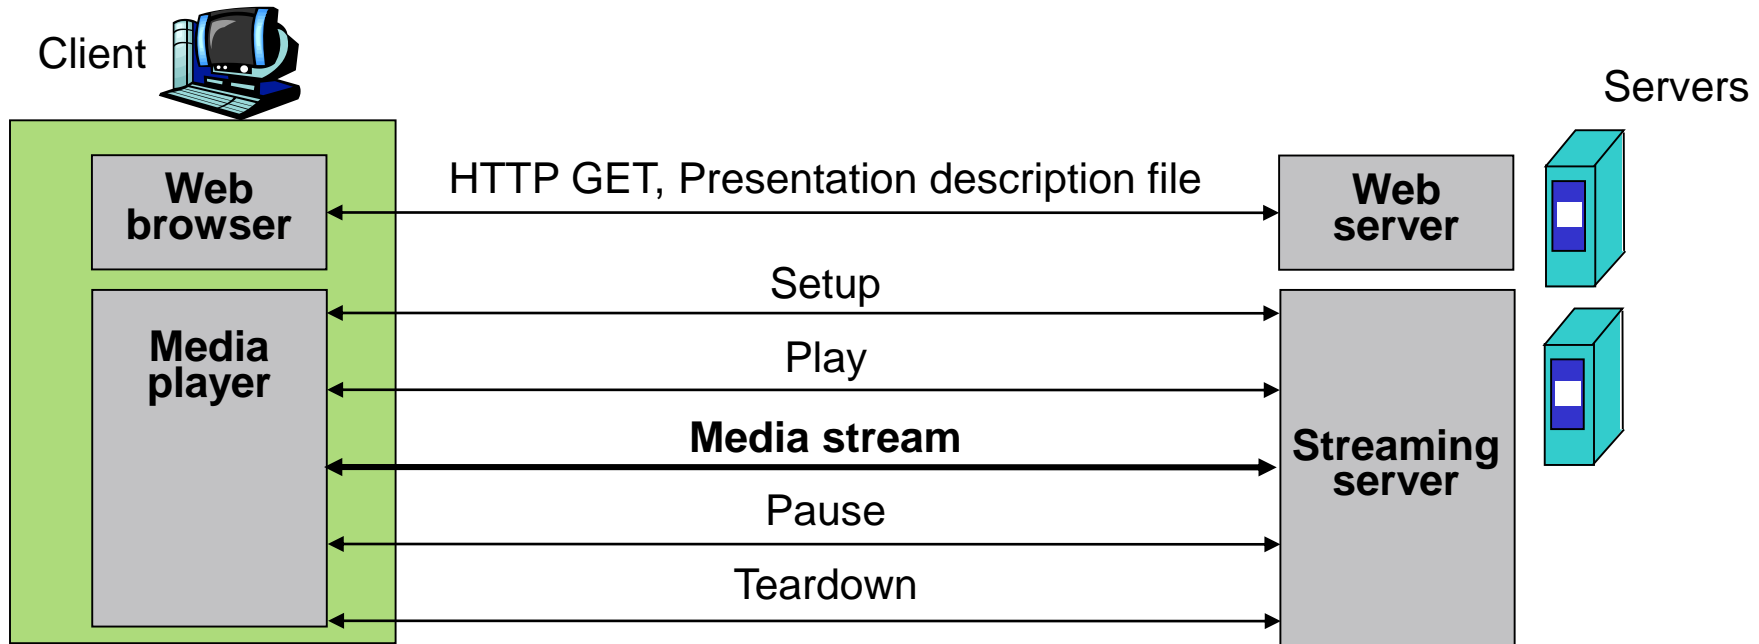 Client
Servers
Web
browser
HTTP GET, Presentation description file
Web
server
Setup
Media
player
Play
Media stream
Streaming
server
Pause
Teardown